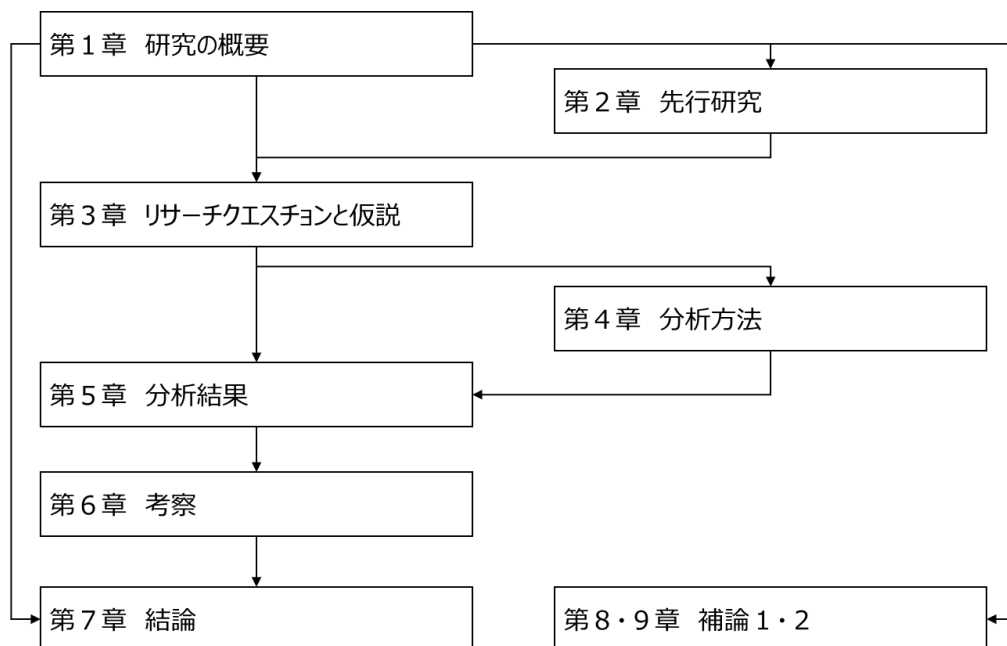 第１章 研究の概要
第２章 先行研究
第３章 リサーチクエスチョンと仮説
第４章 分析方法
第５章 分析結果
第６章 考察
第７章 結論
第８・９章 補論１・２